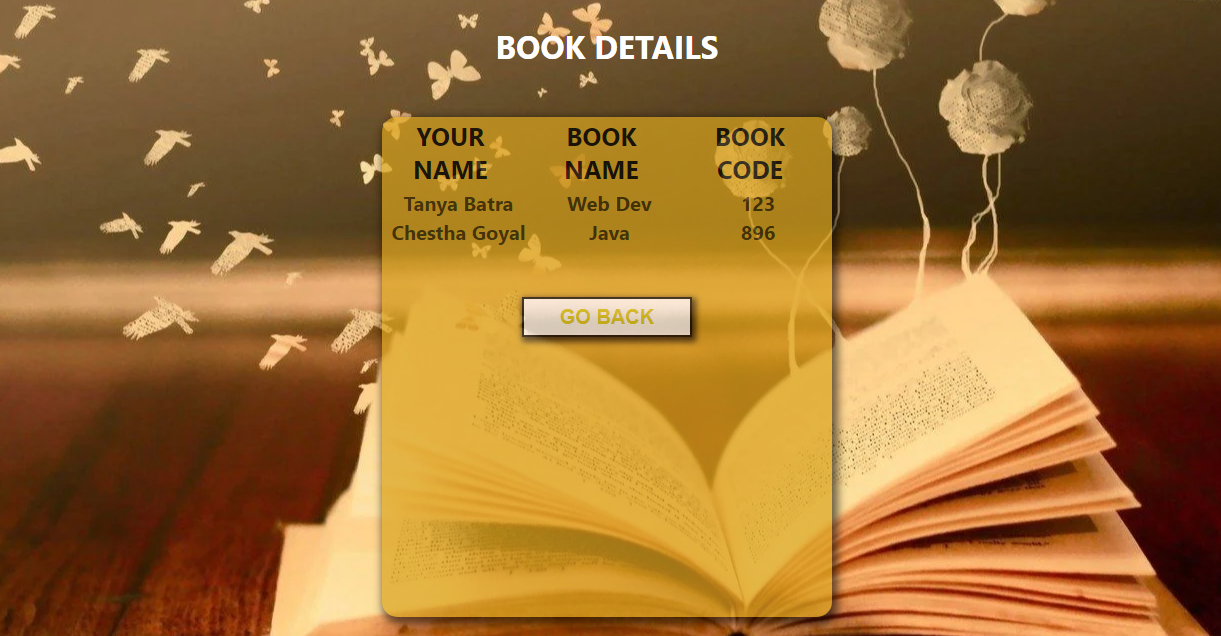 BOOK DETAILS
YOUR NAME BOOK NAME BOOK CODE
Tanya Batra Web Dev 123
Chestha Goyal Java 896
GO BACK